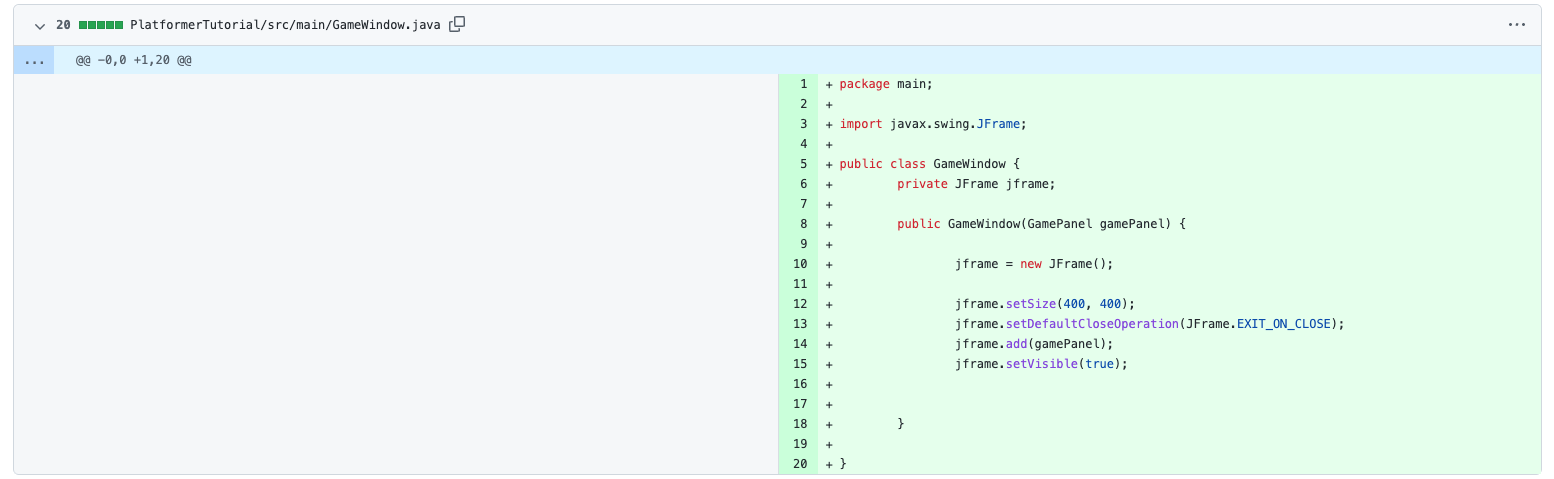 20 PlatformerTutorial/src/main/GameWindow.java ...
... @@ -0,0 +1,20 @@
1 + package main;
2 +
3 + import javax.swing.JFrame;
4 +
5 + public class GameWindow {
6 +         private JFrame jframe;
7 +
8 +         public GameWindow(GamePanel gamePanel) {
9 +
10 +                 jframe = new JFrame();
11 +
12 +                 jframe.setSize(400, 400);
13 +                 jframe.setDefaultCloseOperation(JFrame.EXIT_ON_CLOSE);
14 +                 jframe.add(gamePanel);
15 +                 jframe.setVisible(true);
16 +
17 +
18 +         }
19 +
20 + }